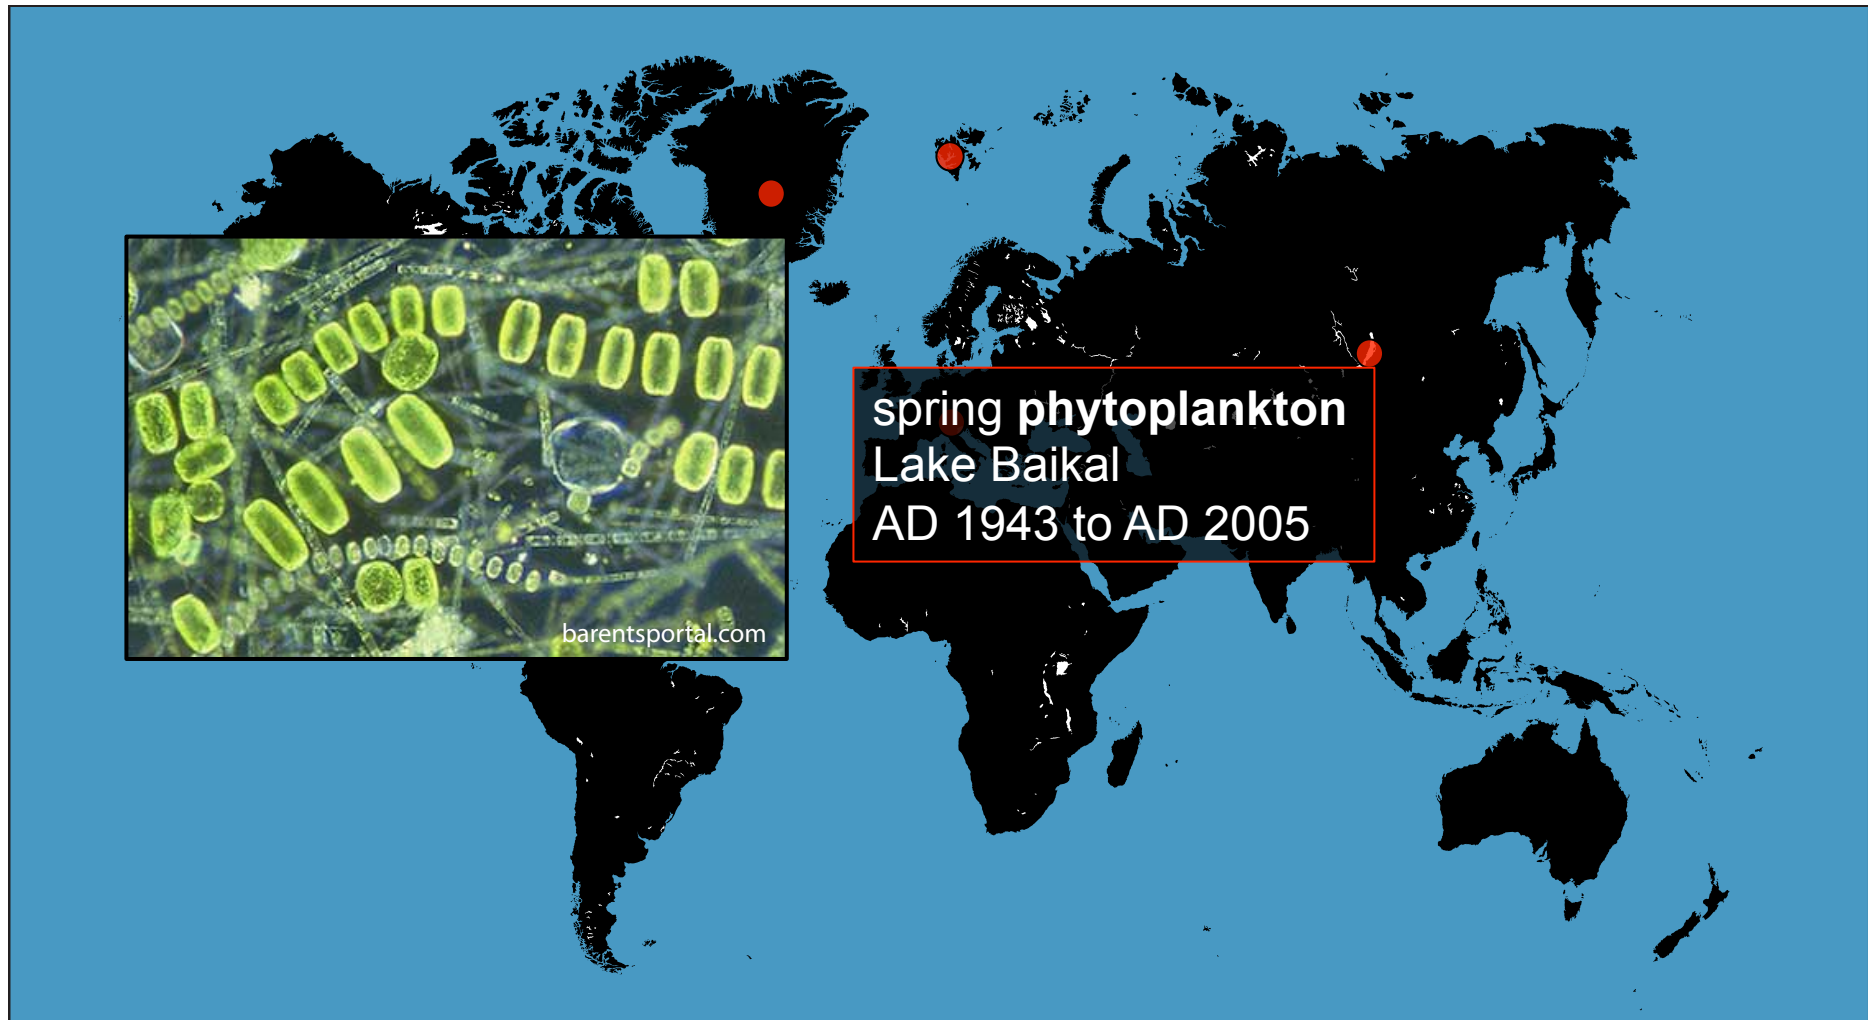 spring phytoplankton
Lake Baikal
AD 1943 to AD 2005
barentsportal.com